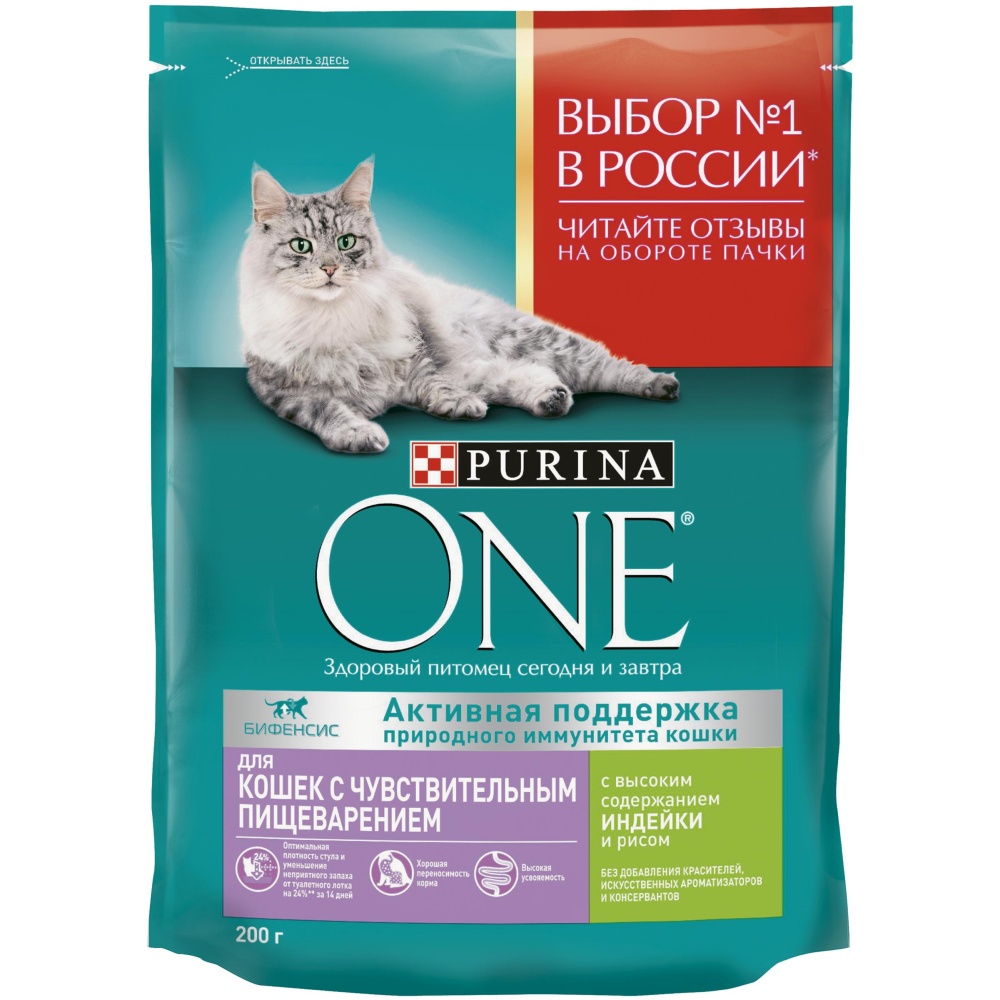 ОТКРЫВАТЬ ЗДЕСЬ
ВЫБОР №1
В РОССИИ*
ЧИТАЙТЕ ОТЗЫВЫ
НА ОБОРОТЕ ПАЧКИ
PURINA
ONE®
Здоровый питомец сегодня и завтра
БИФЕНСИС
Активная поддержка
природного иммунитета кошки
для
КОШЕК С ЧУВСТВИТЕЛЬНЫМ
ПИЩЕВАРЕНИЕМ
24%
Оптимальная
плотность стула и
уменьшение
неприятного запаха
от туалетного лотка
на 24%** за 14 дней
Хорошая
переносимость
корма
Высокая
усвояемость
с высоким
содержанием
ИНДЕЙКИ
и рисом
БЕЗ ДОБАВЛЕНИЯ КРАСИТЕЛЕЙ,
ИСКУССТВЕННЫХ АРОМАТИЗАТОРОВ
И КОНСЕРВАНТОВ
200 г